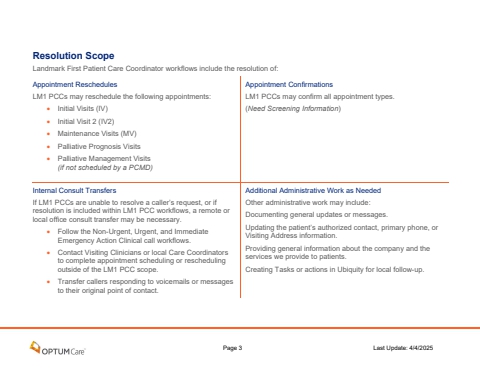 Resolution Scope
Landmark First Patient Care Coordinator workflows include the resolution of:
Appointment Reschedules
LM1 PCCs may reschedule the following appointments:
• Initial Visits (IV)
• Initial Visit 2 (IV2)
• Maintenance Visits (MV)
• Palliative Prognosis Visits
• Palliative Management Visits
(if not scheduled by a PCMD)
Appointment Confirmations
LM1 PCCs may confirm all appointment types.
(Need Screening Information)
Internal Consult Transfers
If LM1 PCCs are unable to resolve a caller's request, or if
resolution is included within LM1 PCC workflows, a remote or
local office consult transfer may be necessary.
• Follow the Non-Urgent, Urgent, and Immediate
Emergency Action Clinical call workflows.
• Contact Visiting Clinicians or local Care Coordinators
to complete appointment scheduling or rescheduling
outside of the LM1 PCC scope.
• Transfer callers responding to voicemails or messages
to their original point of contact.
Additional Administrative Work as Needed
Other administrative work may include:
Documenting general updates or messages.
Updating the patient's authorized contact, primary phone, or
Visiting Address information.
Providing general information about the company and the
services we provide to patients.
Creating Tasks or actions in Ubiquity for local follow-up.
OPTUM Care
Page 3
Last Update: 4/4/2025